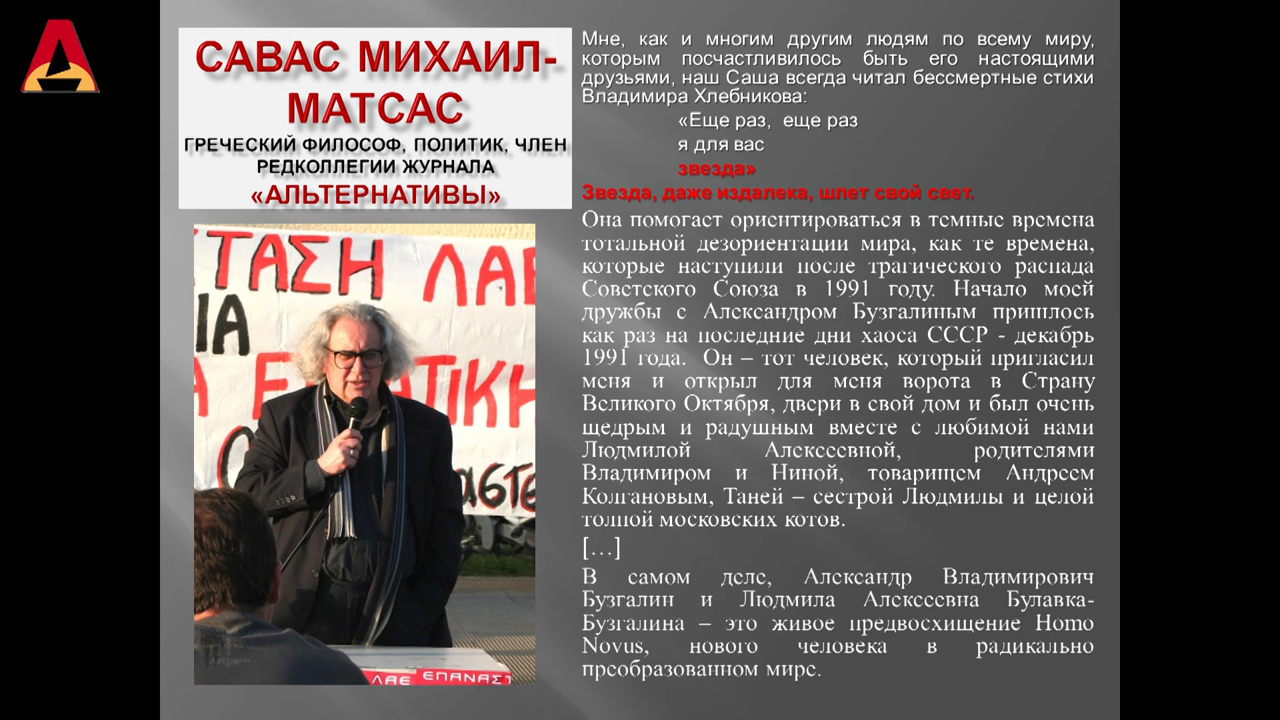 САВАС МИХАИЛ-
МАТСАС
ГРЕЧЕСКИЙ ФИЛОСОФ, ПОЛИТИК, ЧЛЕН
РЕДКОЛЛЕГИИ ЖУРНАЛА
«АЛЬТЕРНАТИВЫ»
ΣΤΑΣΗ ΛΑΕ
ΙΑ
ΤΙΚΗ
ΛΑΕ ΕΠΑΝΑΣΤ
Мне, как и многим другим людям по всему миру,
которым посчастливилось быть его настоящими
друзьями, наш Саша всегда читал бессмертные стихи
Владимира Хлебникова:
«Еще раз, еще раз
я для вас
звезда»
Звезда, даже издалека, шлет свой свет.
Она помогает ориентироваться в темные времена
тотальной дезориентации мира, как те времена,
которые наступили после трагического распада
Советского Союза в 1991 году. Начало моей
дружбы с Александром Бузгалиным пришлось
как раз на последние дни хаоса СССР - декабрь
1991 года. Он – тот человек, который пригласил
меня и открыл для меня ворота в Страну
Великого Октября, двери в свой дом и был очень
щедрым и радушным вместе с любимой нами
Людмилой Алексеевной, родителями
Владимиром и Ниной, товарищем Андреем
Колгановым, Таней – сестрой Людмилы и целой
толпой московских котов.
[…]
В самом деле, Александр Владимирович
Бузгалин и Людмила Алексеевна Булавка-
Бузгалина – это живое предвосхищение Homo
Novus, нового человека в радикально
преобразованном мире.